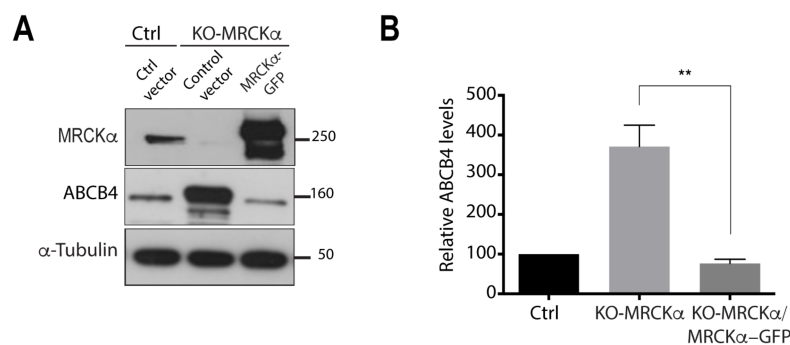 A
Ctrl
KO-MRCKα
Ctrl
vector
Control
vector
MRCKα-
GFP
MRCKα
250
ABCB4
160
α-Tubulin
50
B
**
Relative ABCB4 levels
500
400
300
200
100
0
Ctrl
KO-MRCKα
KO-MRCKα/
MRCKα–GFP